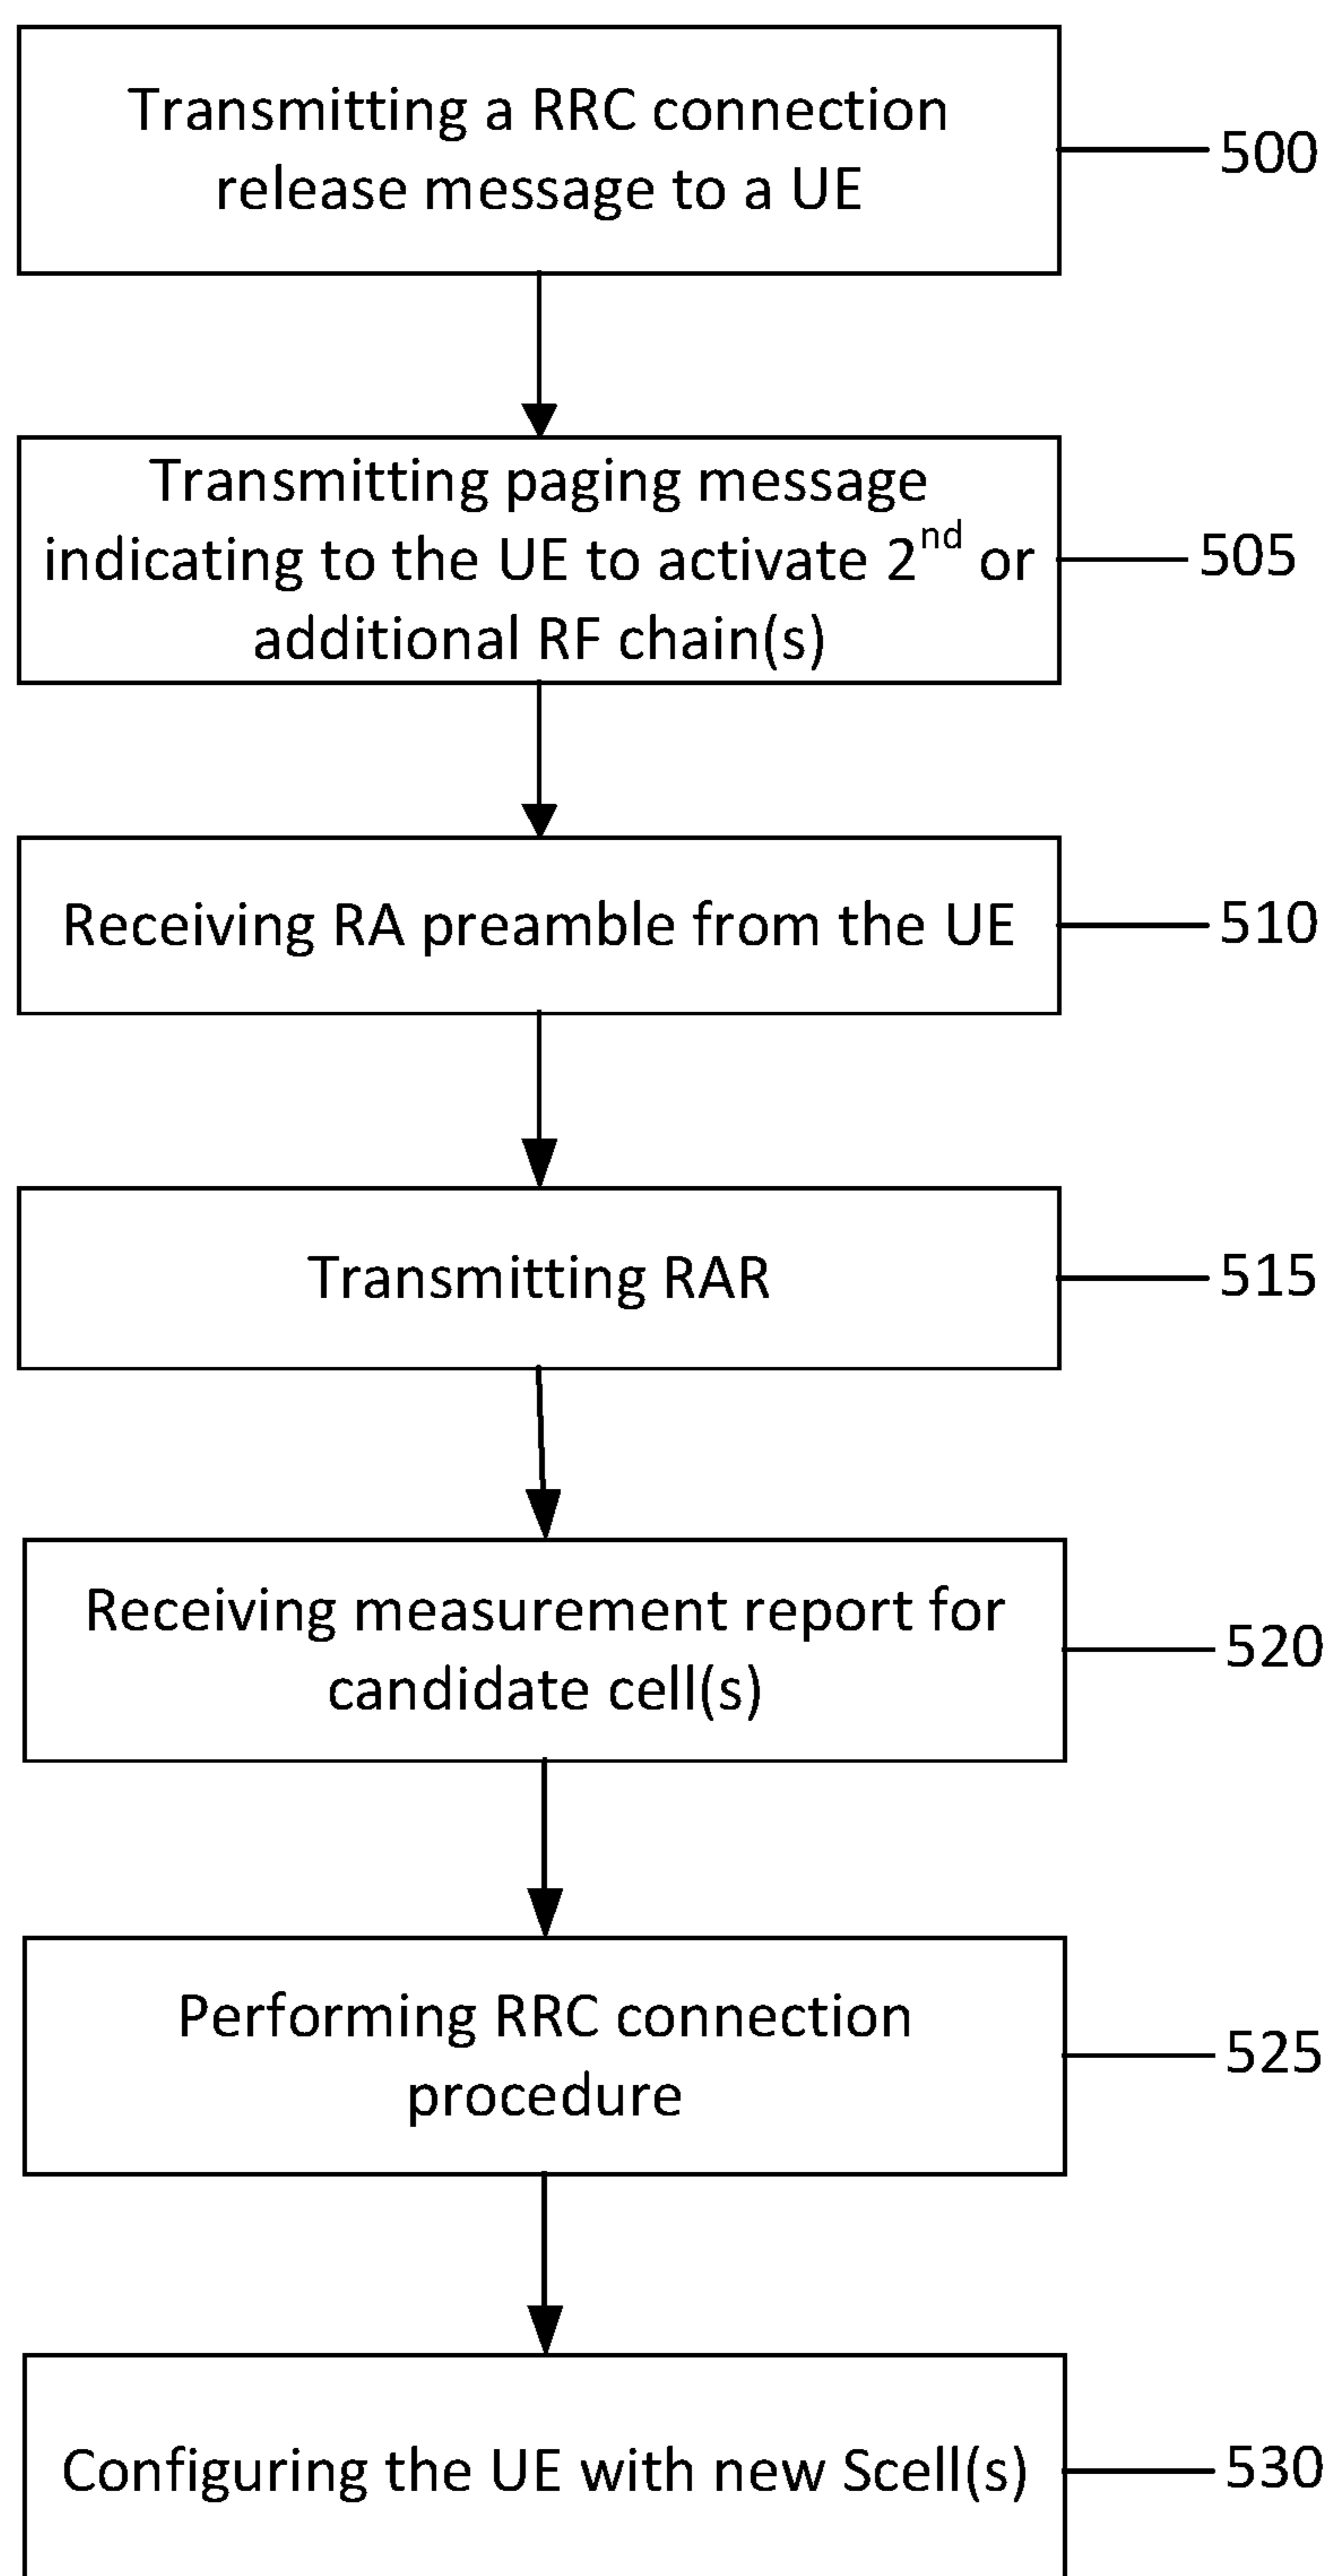 Transmitting a RRC connection
release message to a UE
500
Transmitting paging message
indicating to the UE to activate 2nd or
additional RF chain(s)
505
Receiving RA preamble from the UE
510
Transmitting RAR
515
Receiving measurement report for
candidate cell(s)
520
Performing RRC connection
procedure
525
Configuring the UE with new Scell(s)
530